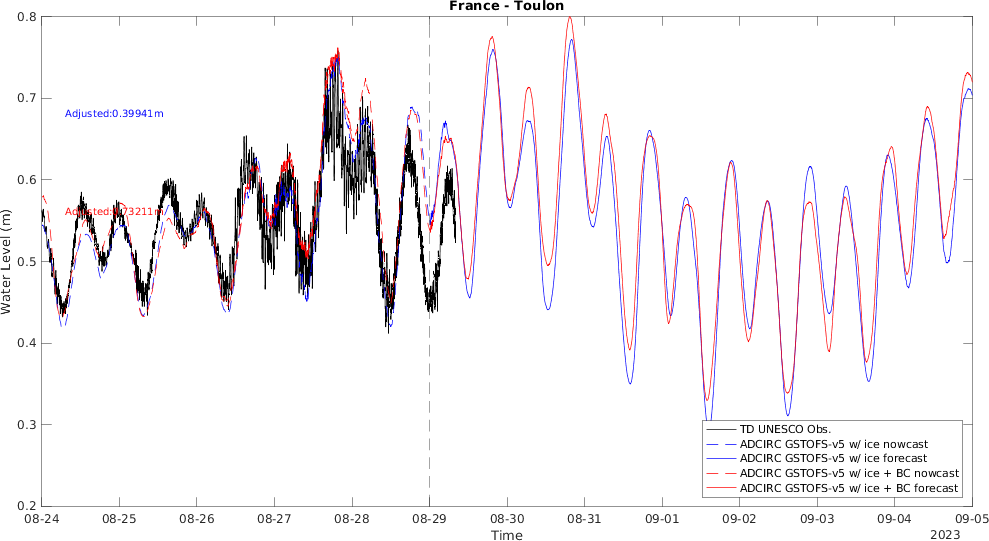 France - Toulon
Water Level (m)
0.8
0.7
0.6
0.5
0.4
0.3
0.2
Adjusted:0.39941m
TD UNESCO Obs.
ADCIRC GSTOFS-v5 w/ ice nowcast
ADCIRC GSTOFS-v5 w/ ice forecast
ADCIRC GSTOFS-v5 w/ ice + BC nowcast
ADCIRC GSTOFS-v5 w/ ice + BC forecast
08-24 08-25 08-26 08-27 08-28 08-29 08-30 08-31 09-01 09-02 09-03 09-04 09-05
Time
2023